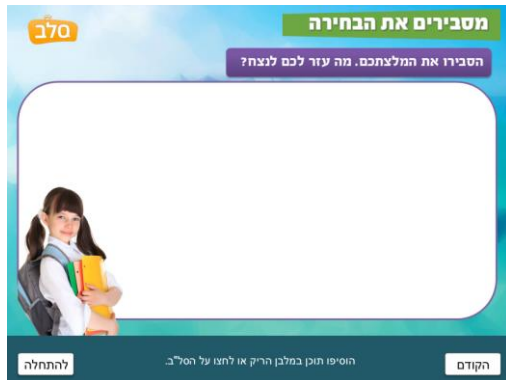 מסבירים את הבחירה
סלב
הסבירו את המלצתכם. מה עזר לכם לנצח?
הקודם
הוסיפו תוכן במלבן הריק או לחצו על הסל"ב.
להתחלה